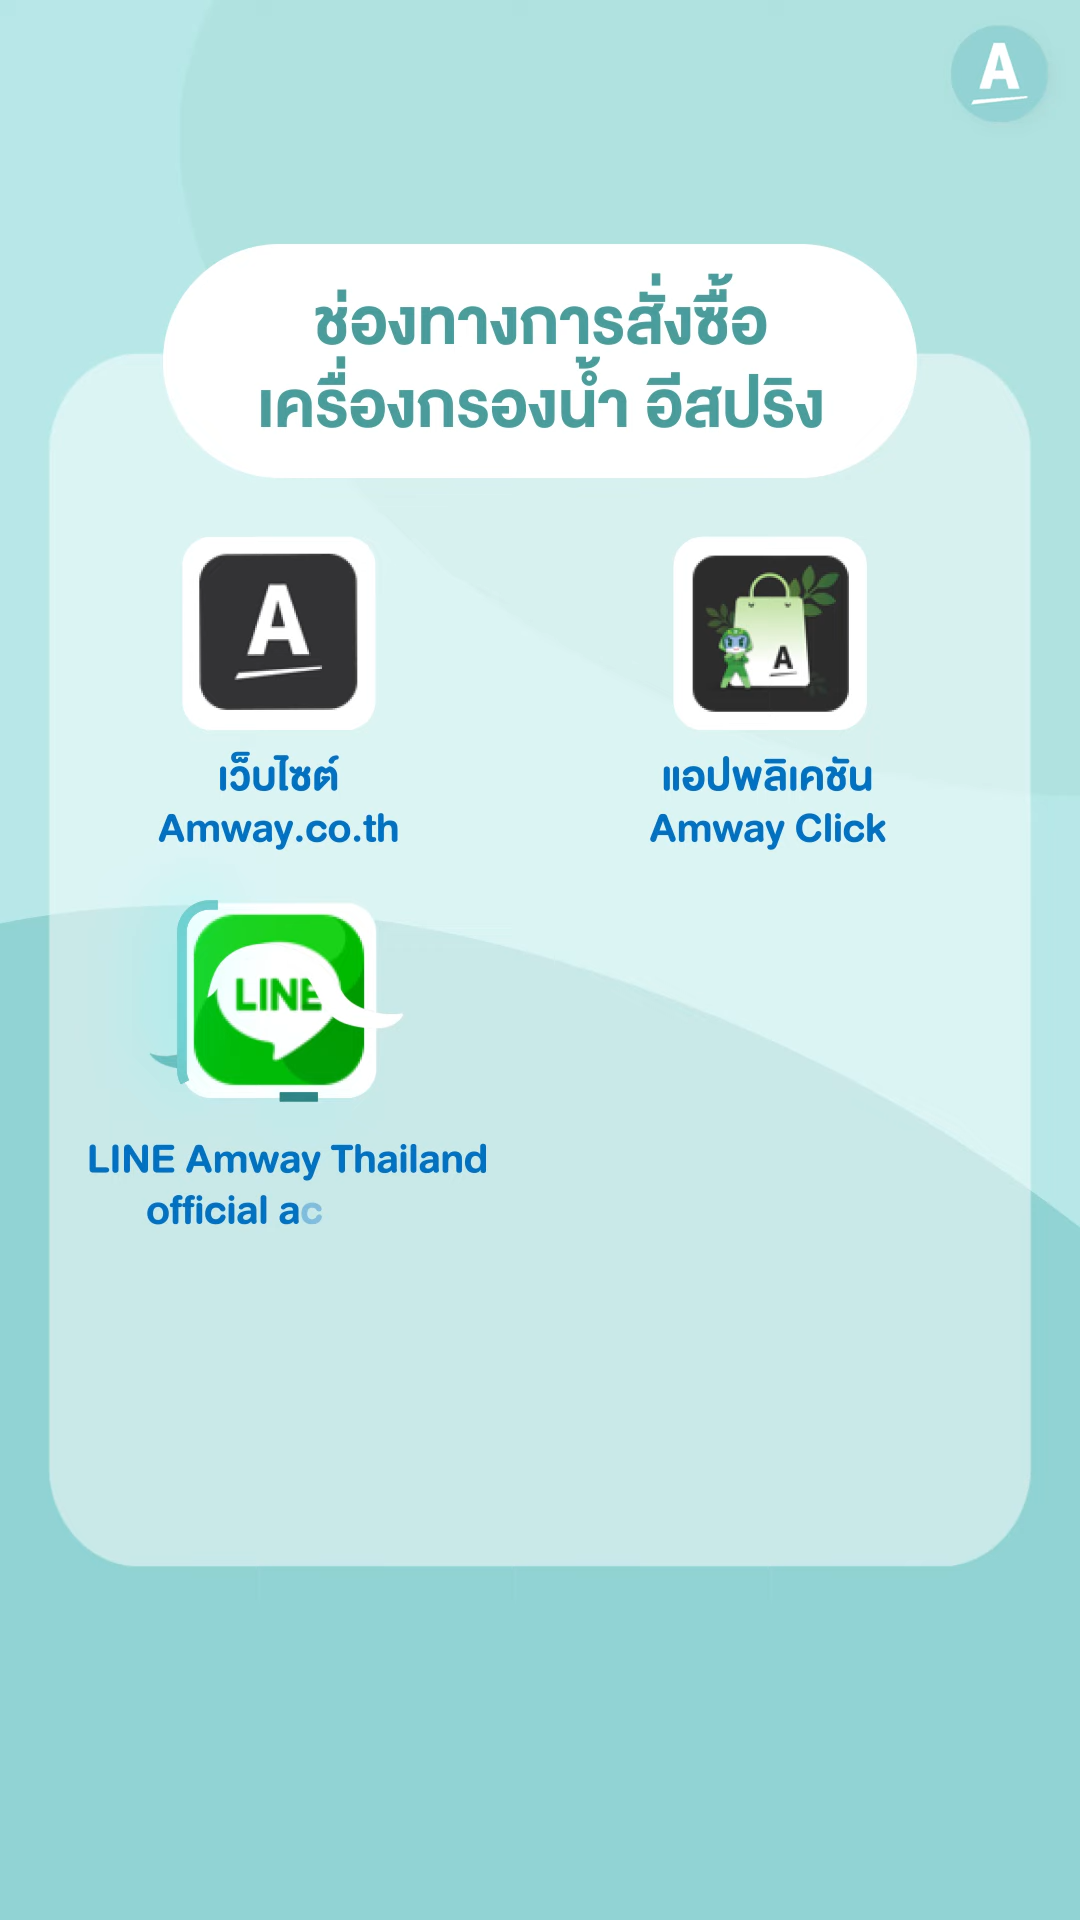 A
ช่องทางการสั่งซื้อ
เครื่องกรองน้ำ อีสปริง
A
A
เว็บไซต์
Amway.co.th
แอปพลิเคชัน
Amway Click
LINE
LINE Amway Thailand
official ac